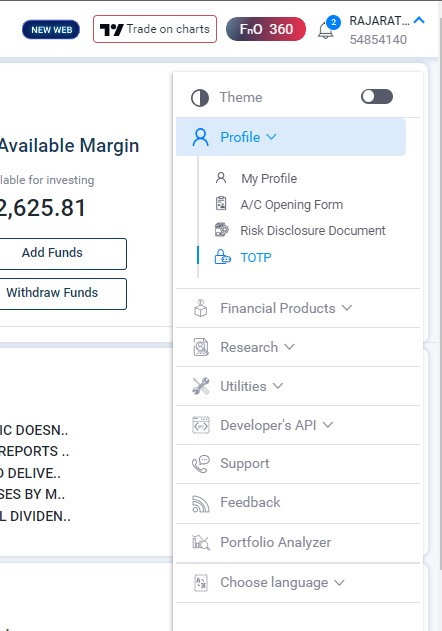 NEW WEB
Trade on charts
FnO 360
2
RAJARAT...
54854140
Available Margin
lable for investing
2,625.81
Add Funds
Withdraw Funds
IC DOESN..
REPORTS ..
O DELIVE..
SES BY M..
L DIVIDEN..
Theme
Profile
My Profile
A/C Opening Form
Risk Disclosure Document
TOTP
Financial Products
Research
Utilities
Developer's API
Support
Feedback
Portfolio Analyzer
Choose language